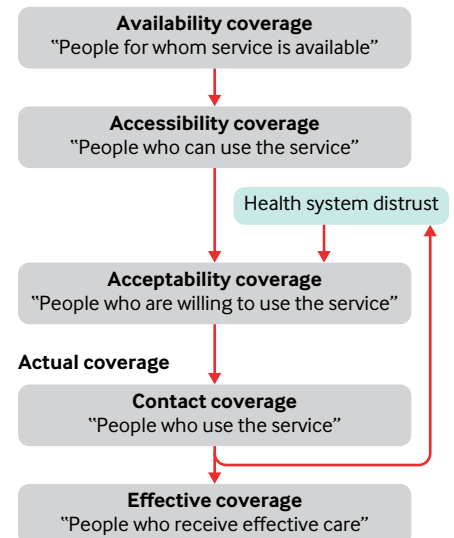 Availability coverage
“People for whom service is available”
Accessibility coverage
“People who can use the service”
Health system distrust
Acceptability coverage
“People who are willing to use the service”
Actual coverage
Contact coverage
“People who use the service”
Effective coverage
“People who receive effective care”